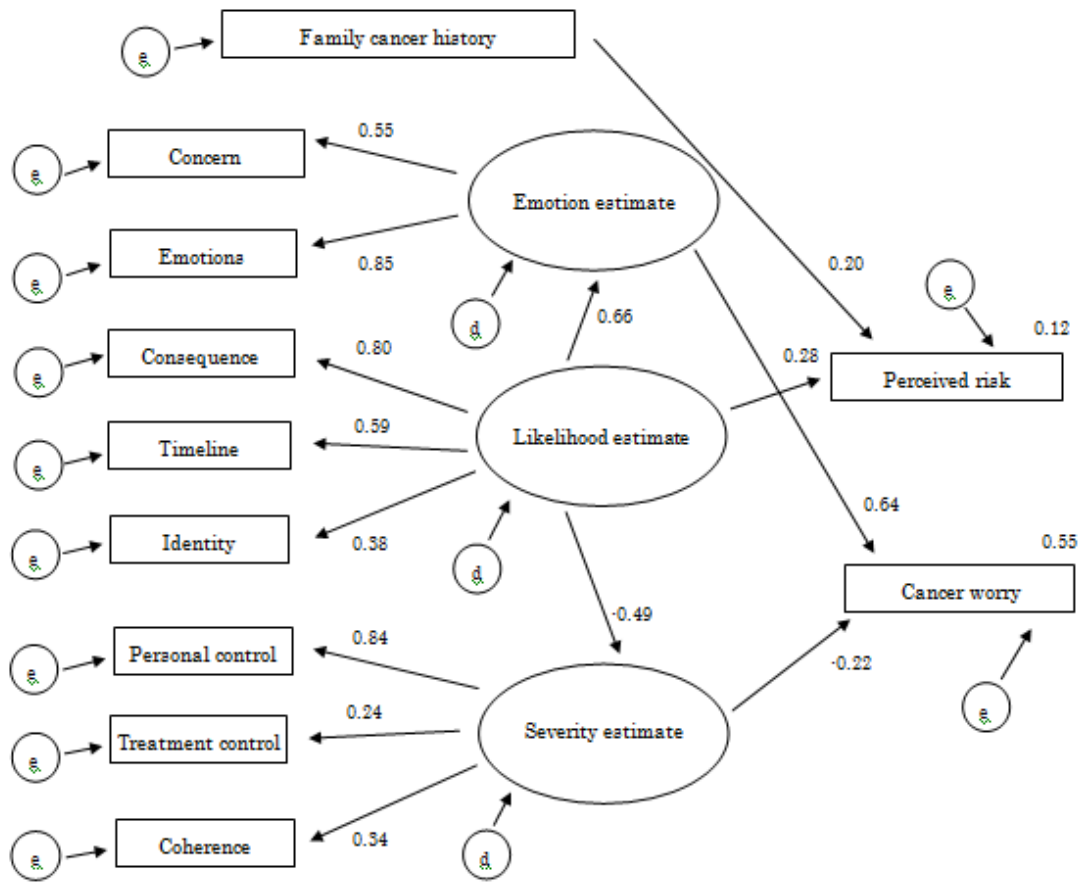 Family cancer history
e
0.55
Concern
e
Emotion estimate
Emotions
e
0.85
0.20
e
d
0.66
0.12
Consequence
e
0.80
0.28
Perceived risk
0.59
Timeline
e
Likelihood estimate
0.64
Identity
e
0.38
d
0.55
Cancer worry
-0.49
0.84
Personal control
e
-0.22
0.24
e
Treatment control
e
Severity estimate
Coherence
e
0.34
d